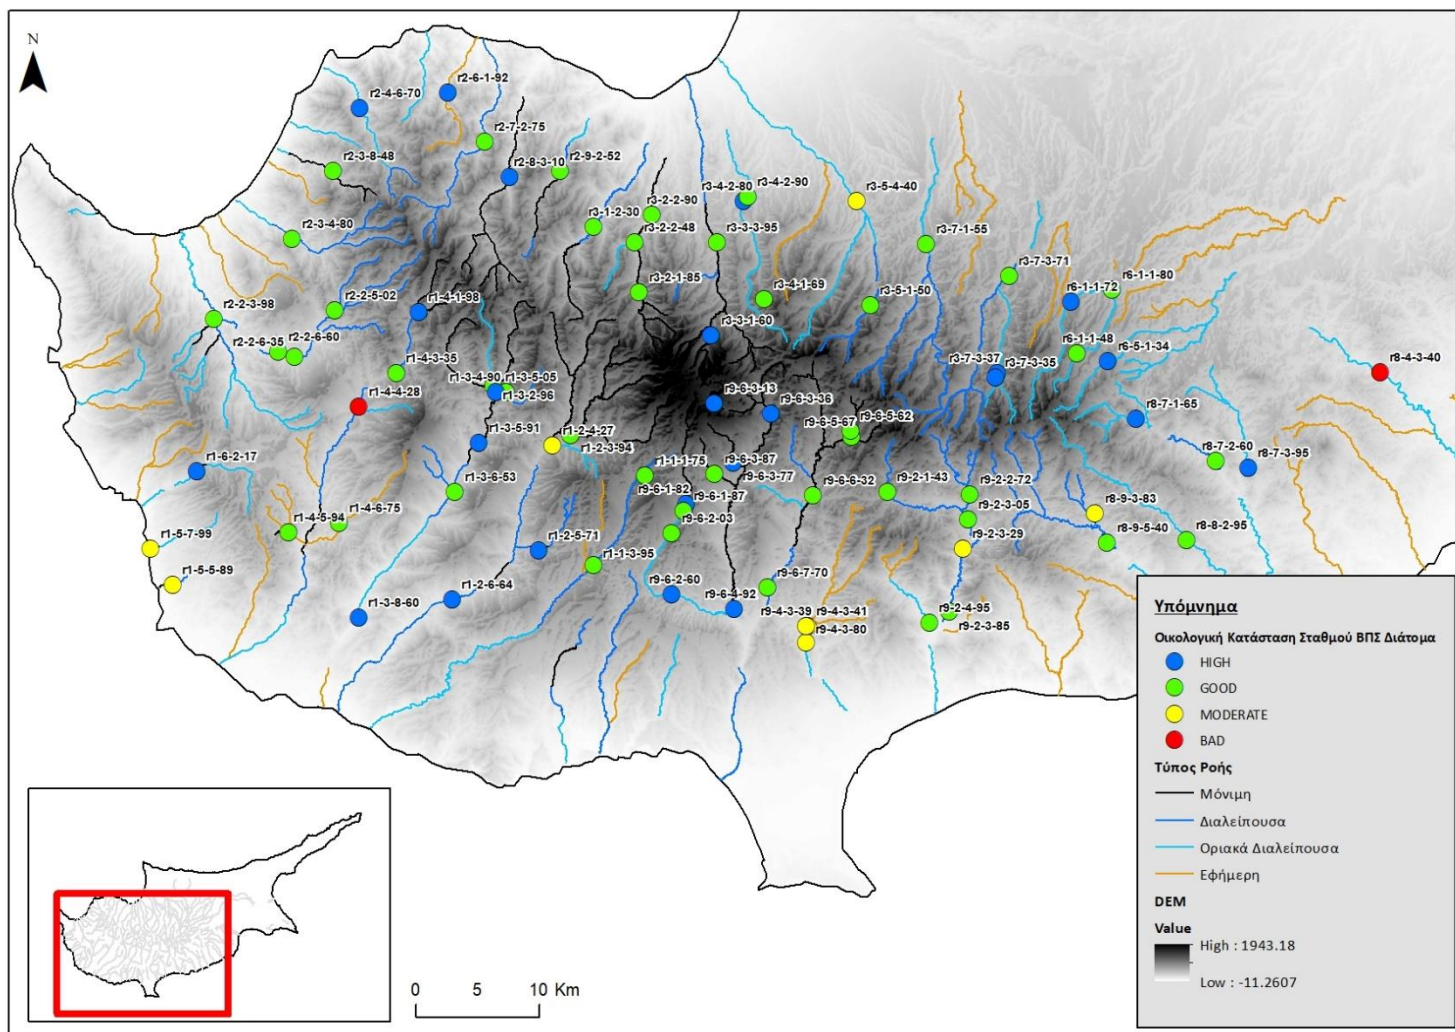 N
r2-6-1-92
r2-4-6-70
r2-7-2-75
r2-3-8-48
r2-8-3-10
r2-9-2-52
r3-4-2-80
r3-4-2-90
r3-5-4-40
r3-2-2-90
r3-1-2-30
r2-3-4-80
r3-2-2-48
r3-3-3-95
r3-7-1-55
r3-7-3-71
r3-2-1-85
r6-1-1-80
r6-1-1-72
r2-2-3-98
r2-2-5-02
r1-4-1-98
r3-4-1-69
r3-5-1-50
r3-3-1-60
r2-2-6-35
r2-2-6-60
r6-1-1-48
r6-5-1-34
r8-4-3-40
r1-4-3-35
r3-7-3-37
r3-7-3-35
r1-3-4-90
r1-3-5-05
r1-3-2-96
r1-4-4-28
r9-6-3-13
r9-6-3-36
r8-7-1-65
r9-6-5-67
r9-6-5-62
r1-3-5-91
r1-2-4-27
r1-2-3-94
r8-7-2-60
r8-7-3-95
r1-6-2-17
r1-1-1-75
r9-6-3-87
r9-6-3-77
r1-3-6-53
r9-6-1-82
r9-6-1-87
r9-6-6-32
r9-2-1-43
r9-2-2-72
r8-9-3-83
r1-4-6-75
r1-4-5-94
r9-6-2-03
r9-2-3-05
r1-5-7-99
r1-2-5-71
r9-2-3-29
r8-9-5-40
r8-8-2-95
r1-1-3-95
r1-5-5-89
r1-2-6-64
r9-6-2-60
r9-6-7-70
r1-3-8-60
r9-6-4-92
r9-4-3-39
r9-4-3-41
r9-4-3-80
r9-2-4-95
r9-2-3-85
Υπόμνημα
Οικολογική Κατάσταση Σταθμού ΒΠΣ Διάτομα
HIGH
GOOD
MODERATE
BAD
Τύπος Ροής
Μόνιμη
Διαλείπουσα
Οριακά Διαλείπουσα
Εφήμερη
DEM
Value
High : 1943.18
Low : -11.2607
0 5 10 Km